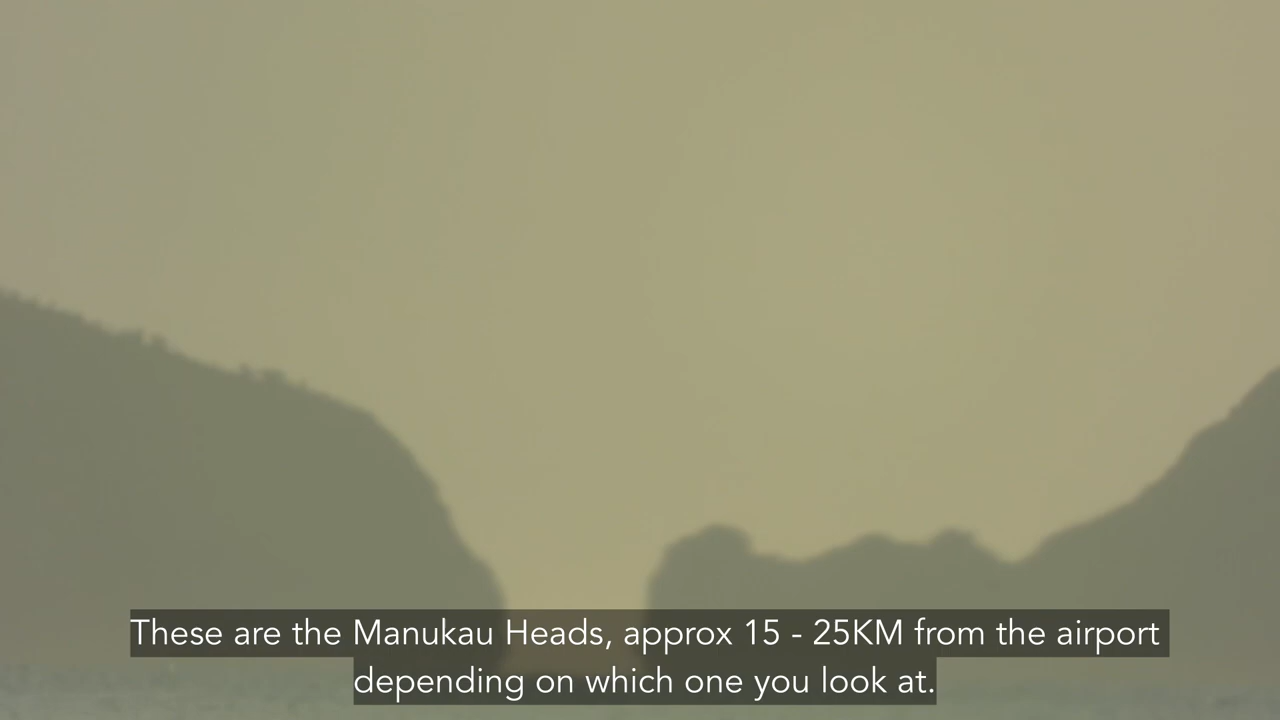 These are the Manukau Heads, approx 15 - 25KM from the airport
depending on which one you look at.